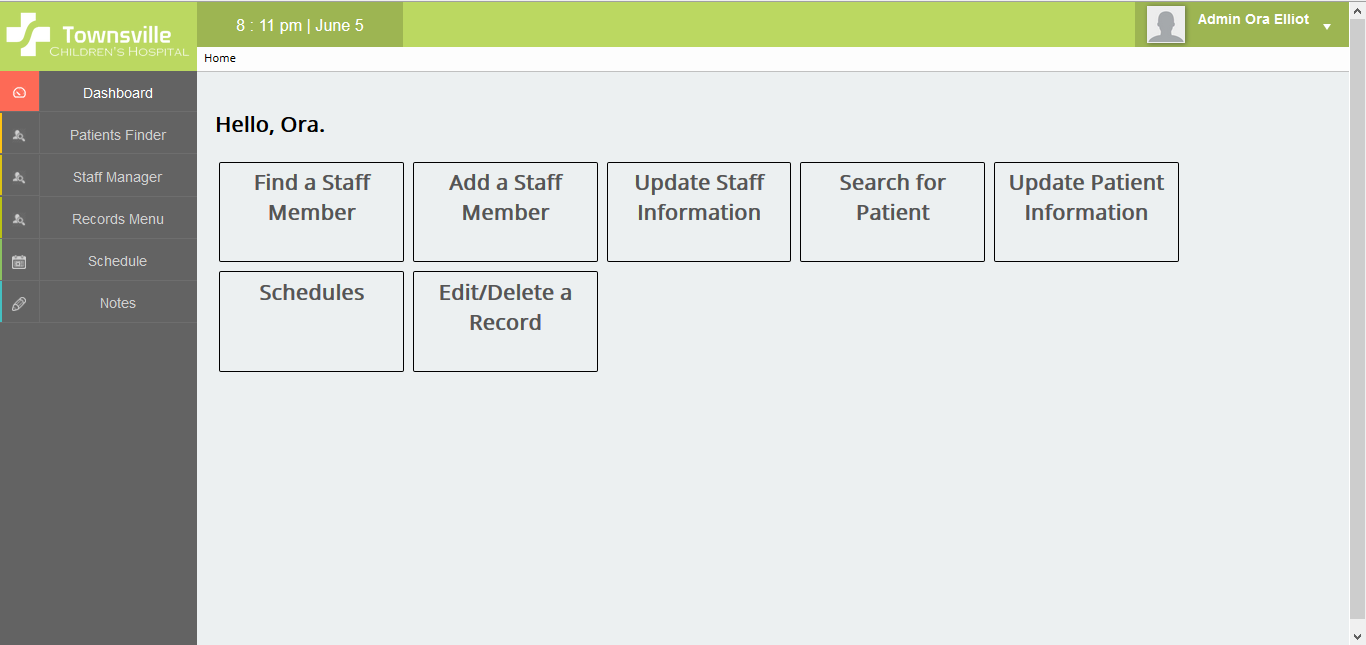 Townsville
CHILDREN'S HOSPITAL
8 : 11 pm | June 5
Admin Ora Elliot
Home
Dashboard
Patients Finder
Staff Manager
Records Menu
Schedule
Notes
Hello, Ora.
Find a Staff
Member
Add a Staff
Member
Update Staff
Information
Search for
Patient
Update Patient
Information
Schedules
Edit/Delete a
Record